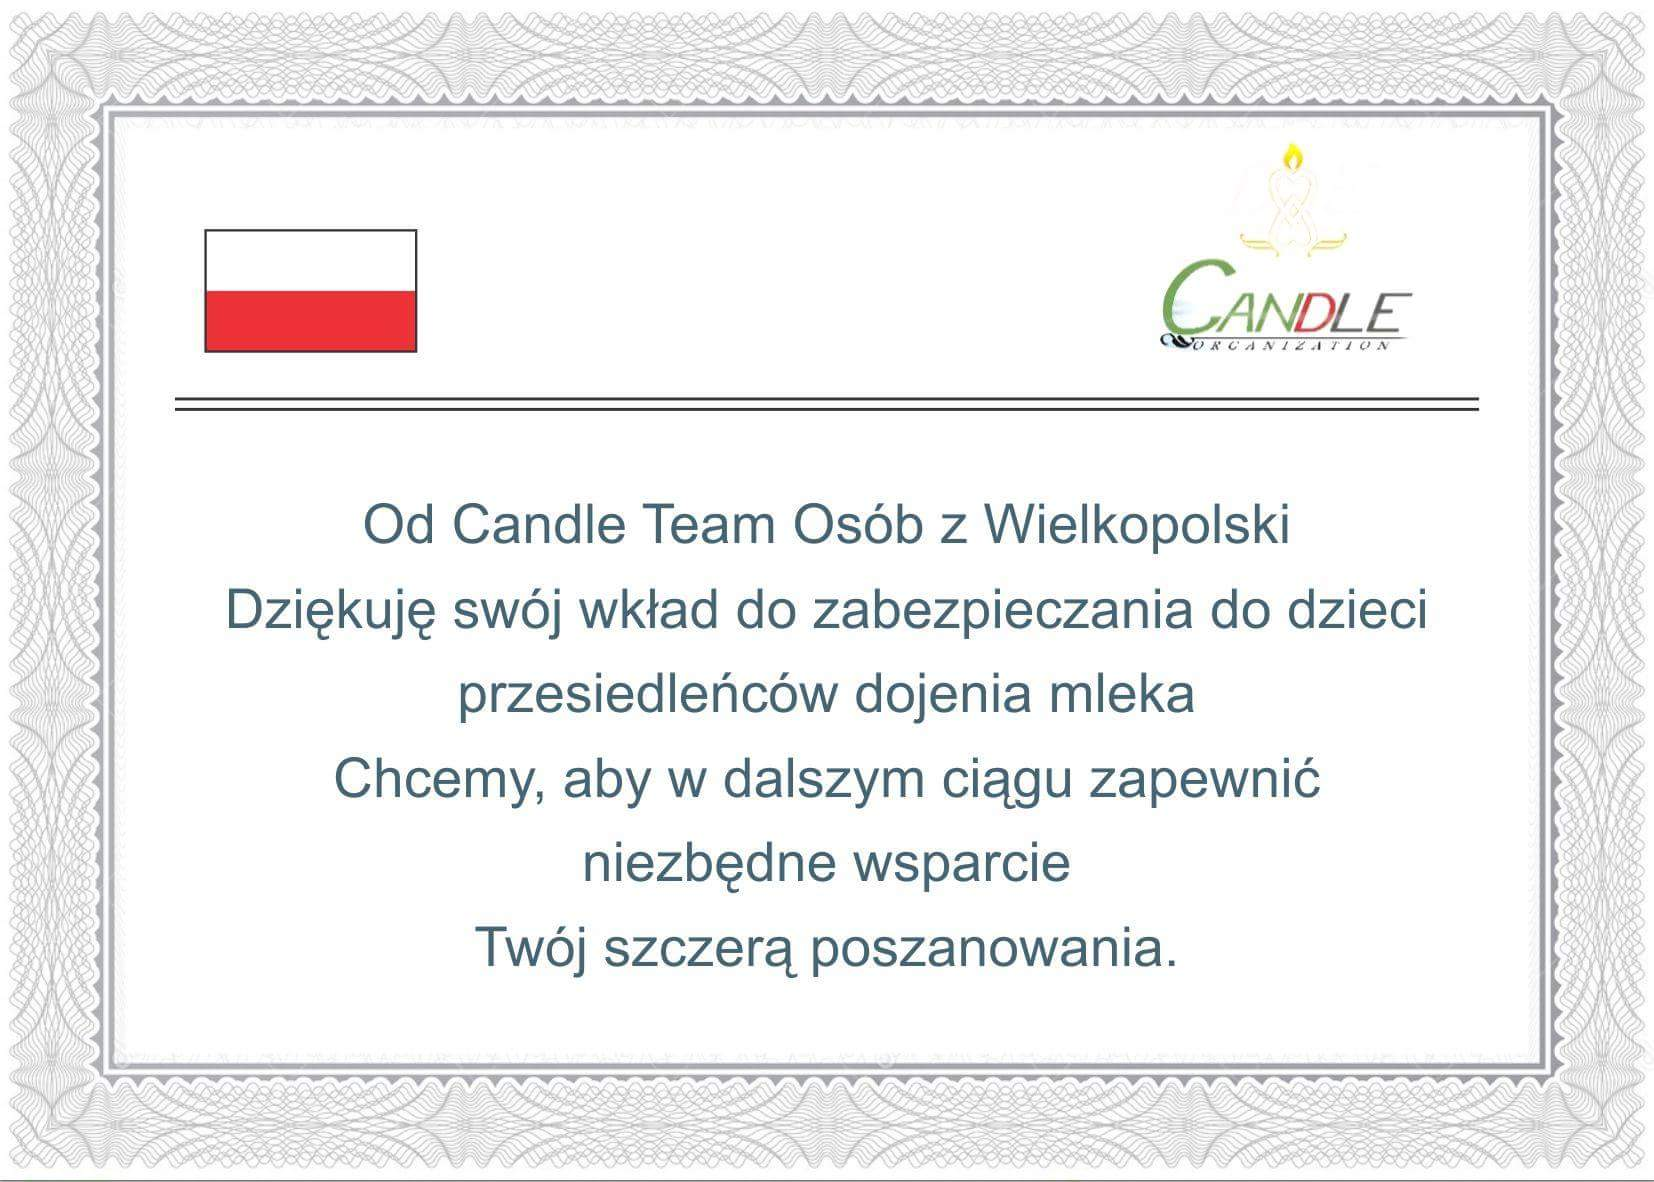 CANDLE
ORGANIZATION
Od Candle Team Osób z Wielkopolski
Dziękuję swój wkład do zabezpieczania do dzieci
przesiedleńców dojenia mleka
Chcemy, aby w dalszym ciągu zapewnić
niezbędne wsparcie
Twój szczerą poszanowania.